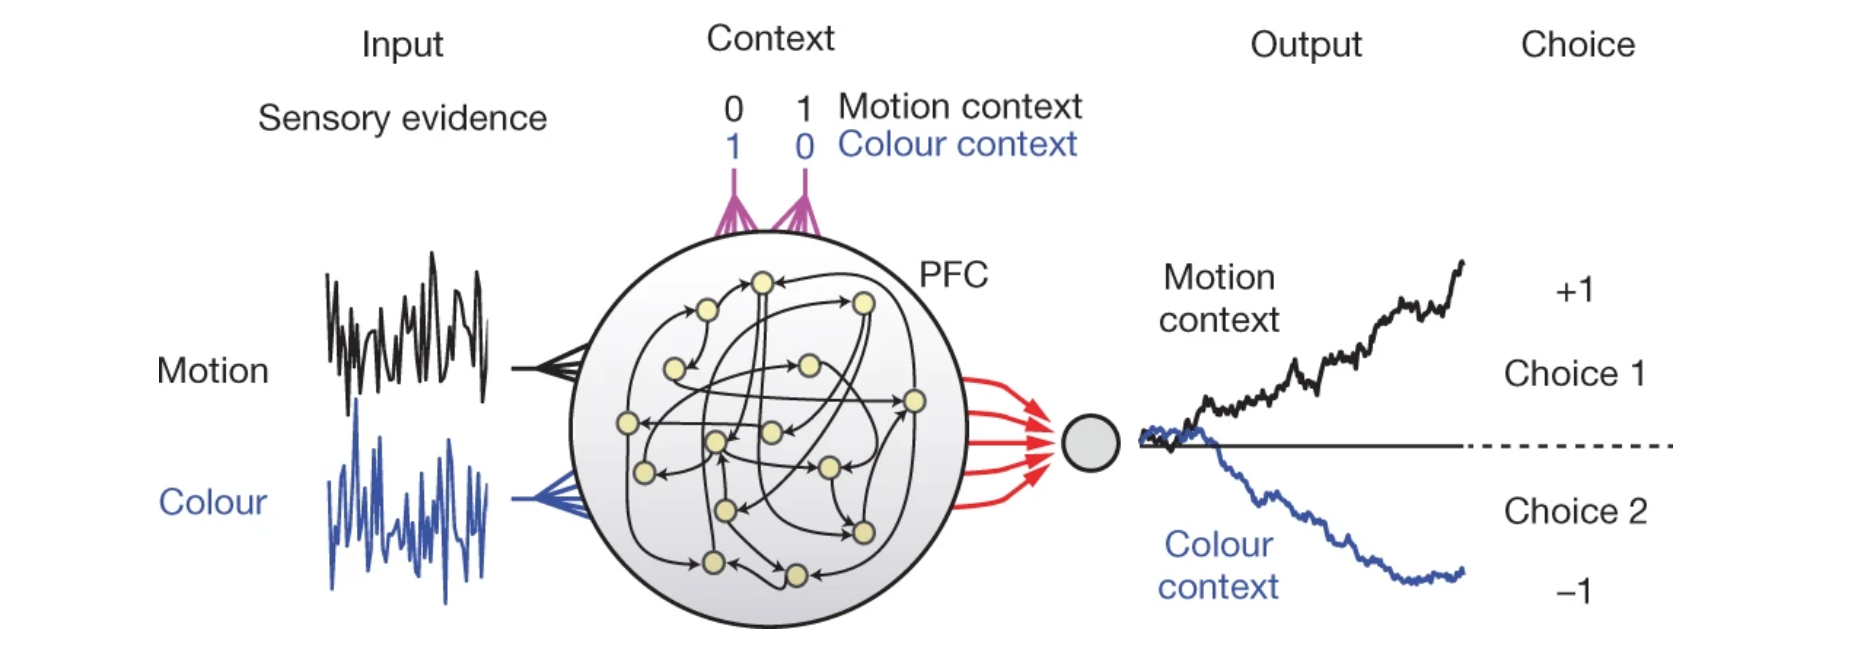 Input
Context
Output
Choice
Sensory evidence
0 1 Motion context
1 0 Colour context
PFC
Motion
Colour
Motion
context
Colour
context
+1
Choice 1
Choice 2
–1